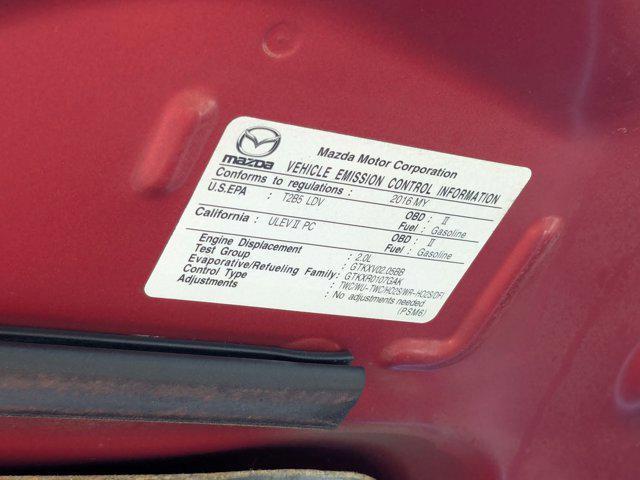 mazda
Mazda Motor Corporation
VEHICLE EMISSION CONTROL INFORMATION
Conforms to regulations : 2016 MY
U.S.EPA : T2B5 LDV OBD : II
Fuel : Gasoline
California : ULEV II PC OBD : II
Fuel : Gasoline
Engine Displacement : 2.0L
Test Group : GTKXV02.05BB
Evaporative/Refueling Family: GTKXR0107GAK
Control Type : TWC/WU-TWC/HO2S/WR-HO2S/DFI
Adjustments : No adjustments needed
(PSM6)